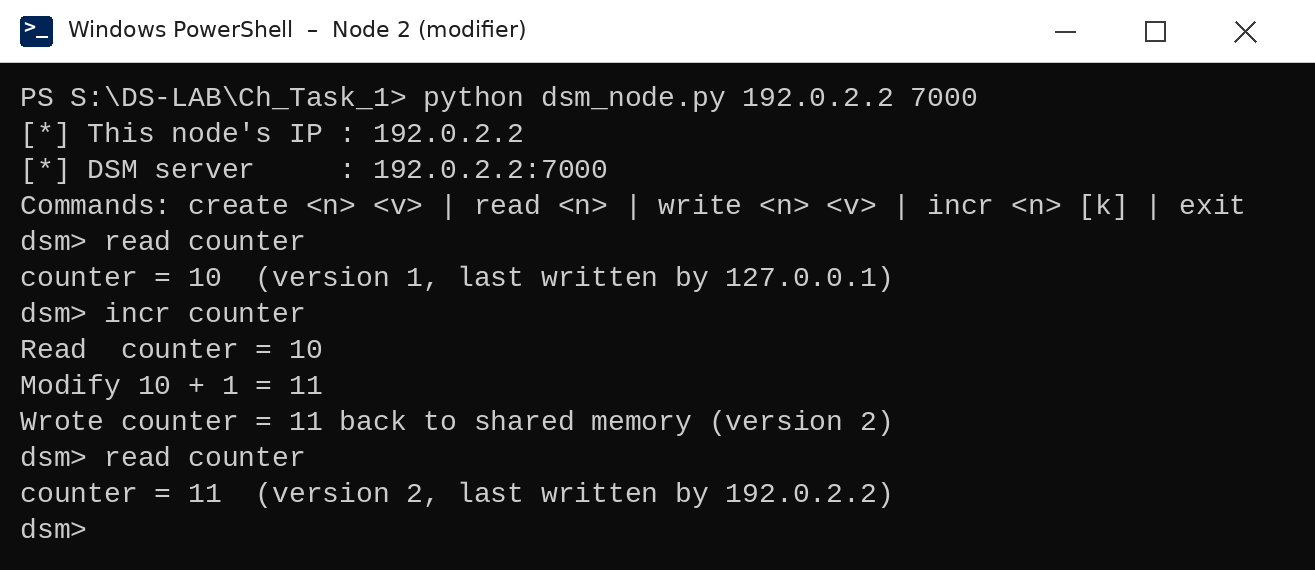 Windows PowerShell  –  Node 2 (modifier)
PS S:\DS-LAB\Ch_Task_1> python dsm_node.py 192.0.2.2 7000
[*] This node's IP : 192.0.2.2
[*] DSM server     : 192.0.2.2:7000
Commands: create <n> <v> | read <n> | write <n> <v> | incr <n> [k] | exit
dsm> read counter
counter = 10  (version 1, last written by 127.0.0.1)
dsm> incr counter
Read  counter = 10
Modify 10 + 1 = 11
Wrote counter = 11 back to shared memory (version 2)
dsm> read counter
counter = 11  (version 2, last written by 192.0.2.2)
dsm>